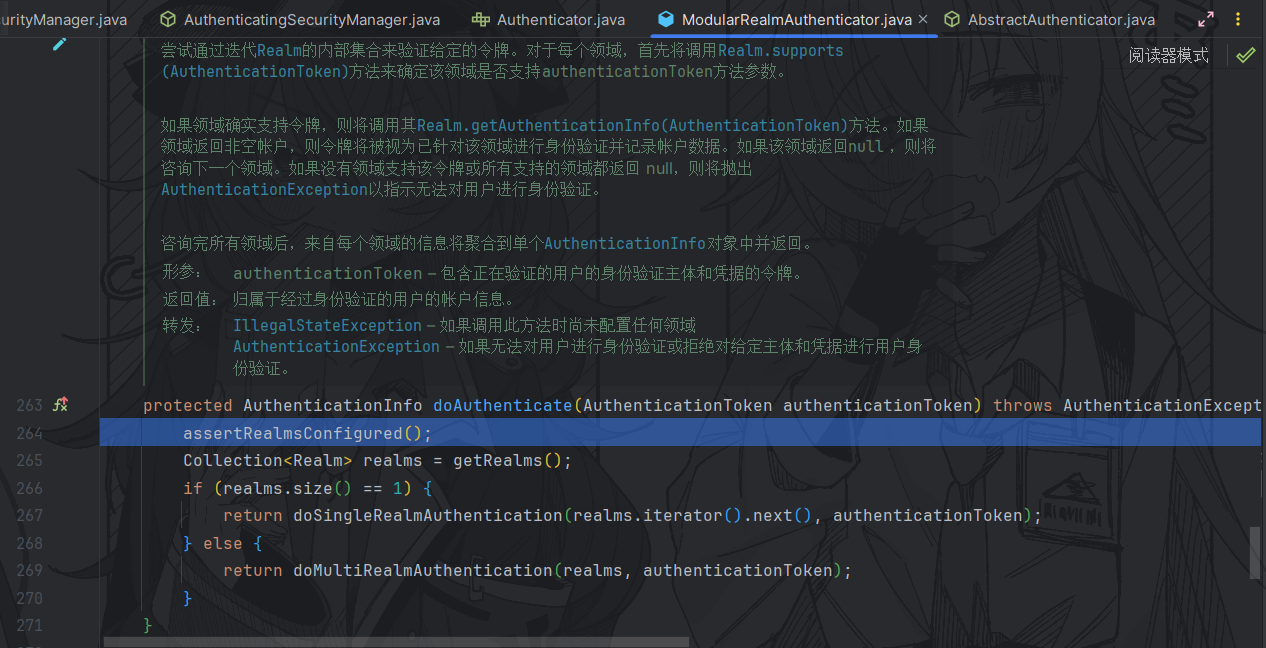 urityManager.java AuthenticatingSecurityManager.java Authenticator.java ModularRealmAuthenticator.java × AbstractAuthenticator.java
阅读器模式
尝试通过迭代Realm的内部集合来验证给定的令牌。对于每个领域，首先将调用Realm.supports
(AuthenticationToken)方法来确定该领域是否支持authenticationToken方法参数。
如果领域确实支持令牌，则将调用其Realm.getAuthenticationInfo(AuthenticationToken)方法。如果
领域返回非空帐户，则令牌将被视为已针对该领域进行身份验证并记录帐户数据。如果该领域返回null ，则将
咨询下一个领域。如果没有领域支持该令牌或所有支持的领域都返回 null，则将抛出
AuthenticationException以指示无法对用户进行身份验证。
咨询完所有领域后，来自每个领域的信息将聚合到单个AuthenticationInfo对象中并返回。
形参： authenticationToken – 包含正在验证的用户的身份验证主体和凭据的令牌。
返回值： 归属于经过身份验证的用户的帐户信息。
转发： IllegalStateException – 如果调用此方法时尚未配置任何领域
AuthenticationException – 如果无法对用户进行身份验证或拒绝对给定主体和凭据进行用户身
份验证。
263 protected AuthenticationInfo doAuthenticate(AuthenticationToken authenticationToken) throws AuthenticationExcept
264 assertRealmsConfigured();
265 Collection<Realm> realms = getRealms();
266 if (realms.size() == 1) {
267 return doSingleRealmAuthentication(realms.iterator().next(), authenticationToken);
268 } else {
269 return doMultiRealmAuthentication(realms, authenticationToken);
270 }
271 }